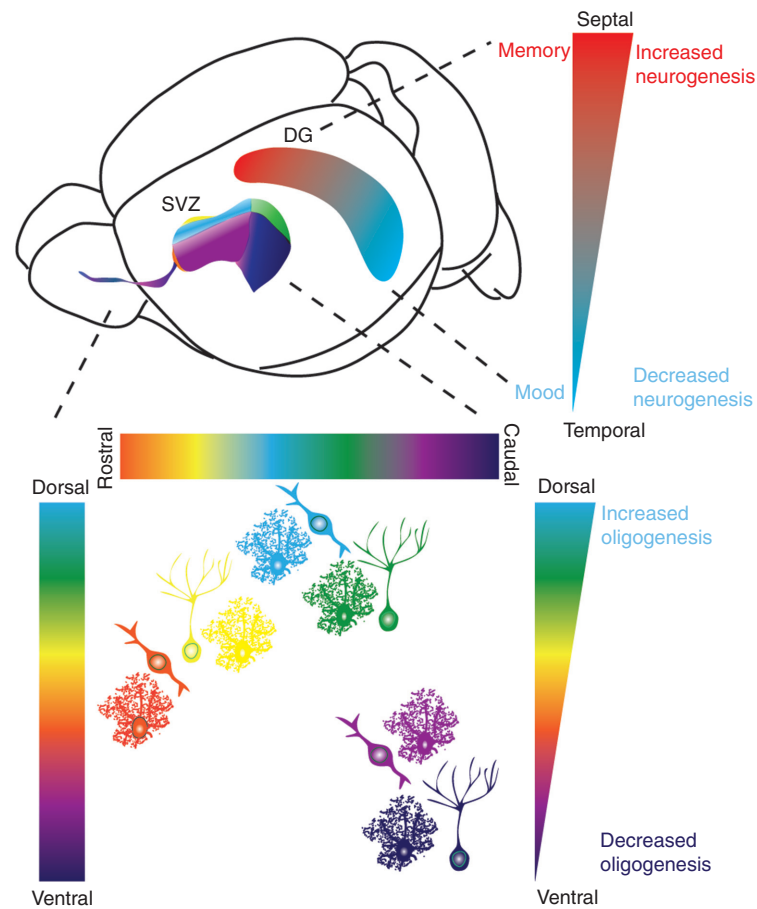 Septal
Memory
Increased
neurogenesis
DG
SVZ
Mood
Decreased
neurogenesis
Temporal
Rostral
Caudal
Dorsal
Dorsal
Increased
oligogenesis
Decreased
oligogenesis
Ventral
Ventral